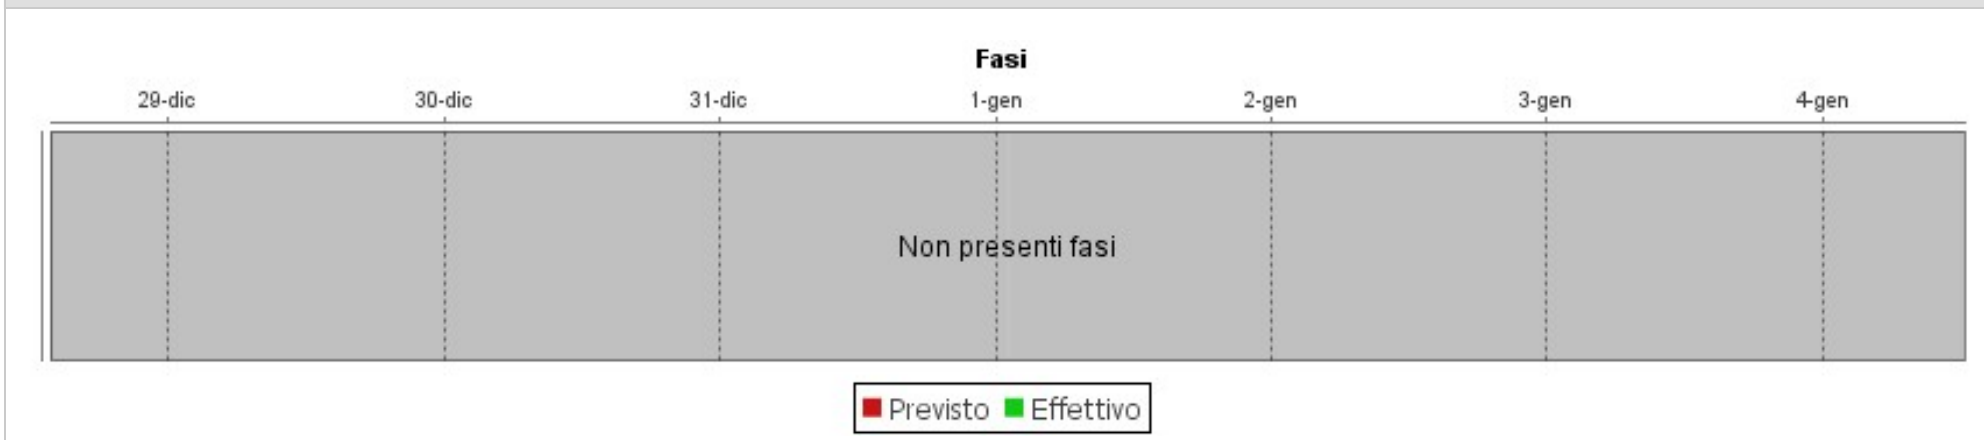 Fasi
29-dic 30-dic 31-dic 1-gen 2-gen 3-gen 4-gen
Non presenti fasi
Previsto Effettivo